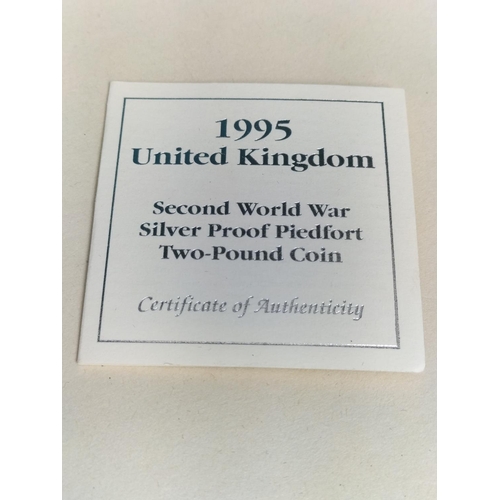 1995
United Kingdom
Second World War
Silver Proof Piedfort
Two-Pound Coin
Certificate of Authenticity